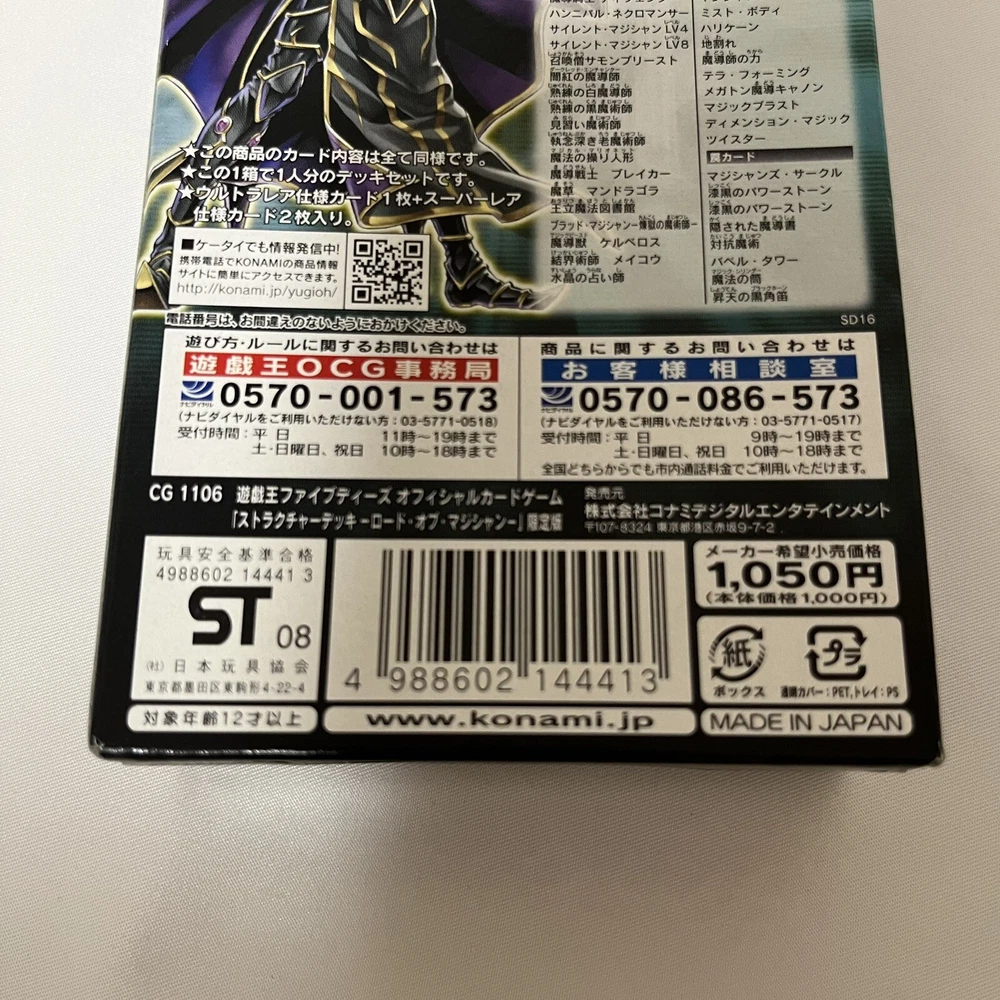 ハンニバル・ネクロマンサー
サイレント・マジシャン LV4
サイレント・マジシャン LV8
召喚僧サモンプリースト
闇紅の魔導師
熟練の白魔導師
熟練の黒魔術師
見習い魔術師
執念深き老魔術師
魔法の操り人形
魔導戦士 ブレイカー
魔草 マンドラゴラ
王立魔法図書館
ブラッド・マジシャン－煉獄の魔術師－
魔導獣 ケルベロス
結界術師 メイコウ
水晶の占い師
ミスト・ボディ
ハリケーン
地割れ
魔導師の力
テラ・フォーミング
メガトン魔導キャノン
マジックブラスト
ディメンション・マジック
ツイスター
罠カード
マジシャンズ・サークル
漆黒のパワーストーン
漆黒のパワーストーン
隠された魔導書
対抗魔術
バベル・タワー
魔法の筒
昇天の黒角笛
SD16
★この商品のカード内容は全て同様です。
★この1箱で1人分のデッキセットです。
★ウルトラレア仕様カード1枚+スーパーレア
仕様カード2枚入り。
■ケータイでも情報発信中!
携帯電話でKONAMIの商品情報
サイトに簡単にアクセスできます。
http://konami.jp/yugioh/
電話番号は、お間違えのないようにおかけください。
遊び方・ルールに関するお問い合わせは
遊戯王OCG事務局
ナビダイヤル 0570-001-573
(ナビダイヤルをご利用いただけない方:03-5771-0518)
受付時間:平 日 11時～19時まで
土・日曜日、祝日 10時～18時まで
商品に関するお問い合わせは
お客様相談室
ナビダイヤル 0570-086-573
(ナビダイヤルをご利用いただけない方:03-5771-0517)
受付時間:平 日 9時～19時まで
土・日曜日、祝日 10時～18時まで
全国どちらからでも市内通話料金でご利用いただけます。
CG 1106 遊戯王ファイブディーズ オフィシャルカードゲーム
「ストラクチャーデッキ－ロード・オブ・マジシャン－」限定版
発売元
株式会社コナミデジタルエンタテインメント
〒107-8324 東京都港区赤坂9-7-2
玩具安全基準合格
4988602 14441 3
ST 08
(社)日本玩具協会
東京都墨田区東駒形4-22-4
対象年齢12才以上
4 988602 144413
www.konami.jp
メーカー希望小売価格
1,050円
(本体価格1,000円)
紙
ボックス
プラ
透明カバー:PET,トレイ:PS
MADE IN JAPAN